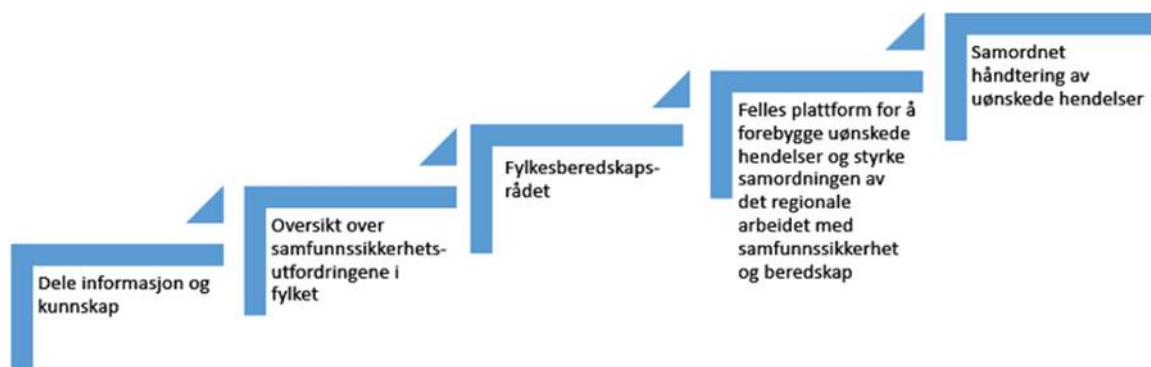 Dele informasjon og
kunnskap
Oversikt over
samfunnssikkerhets-
utfordringene i
fylket
Fylkesberedskaps-
rådet
Felles plattform for å
forebygge uønskede
hendelser og styrke
samordningen av
det regionale
arbeidet med
samfunnssikkerhet
og beredskap
Samordnet
håndtering av
uønskede hendelser